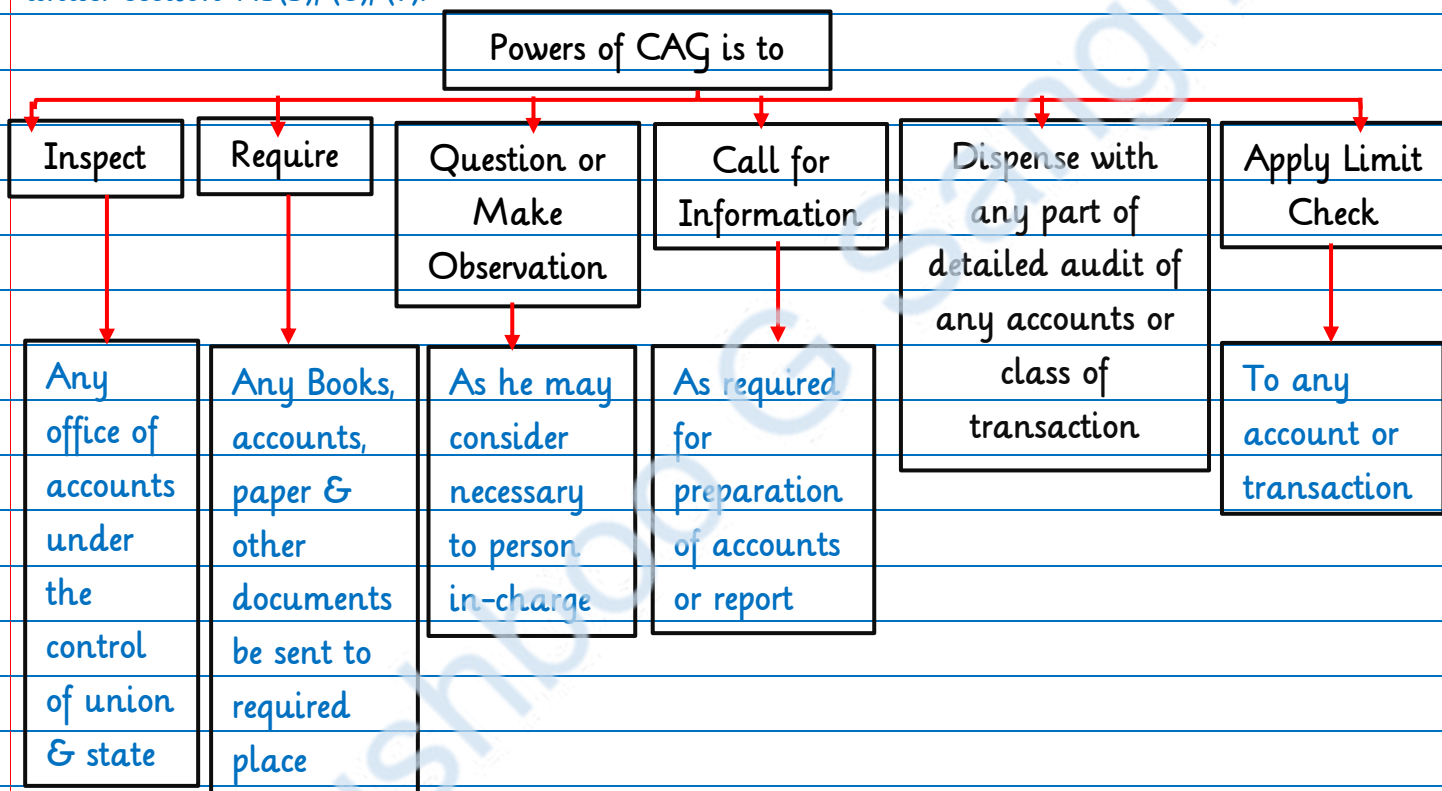 Powers of CAG is to
Inspect
Require
Question or
Make
Observation
Call for
Information
Dispense with
any part of
detailed audit of
any accounts or
class of
transaction
Apply Limit
Check
Any
office of
accounts
under
the
control
of union
& state
Any Books,
accounts,
paper &
other
documents
be sent to
required
place
As he may
consider
necessary
to person
in-charge
As required
for
preparation
of accounts
or report
To any
account or
transaction